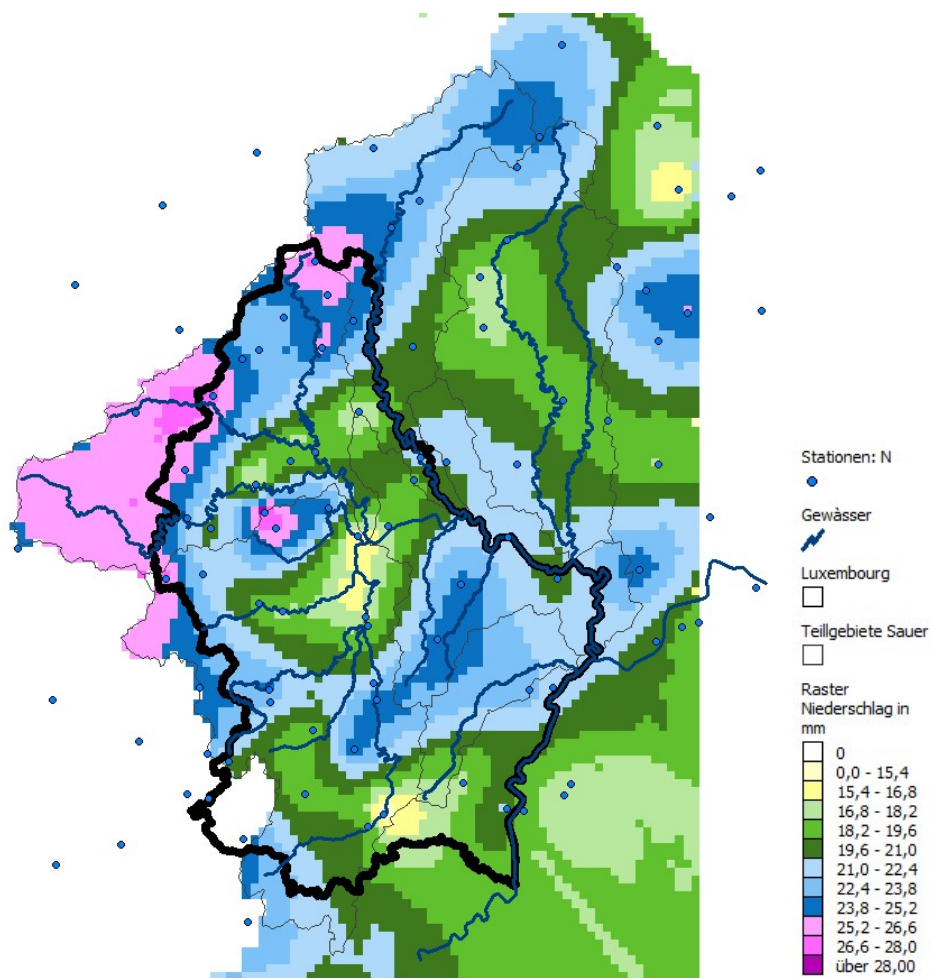 Stationen: N
Gewàsser
Luxembourg
Teillgebiete Sauer
Raster
Niederschlag in
mm
0
0,0 - 15,4
15,4 - 16,8
16,8 - 18,2
18,2 - 19,6
19,6 - 21,0
21,0 - 22,4
22,4 - 23,8
23,8 - 25,2
25,2 - 26,6
26,6 - 28,0
über 28,00